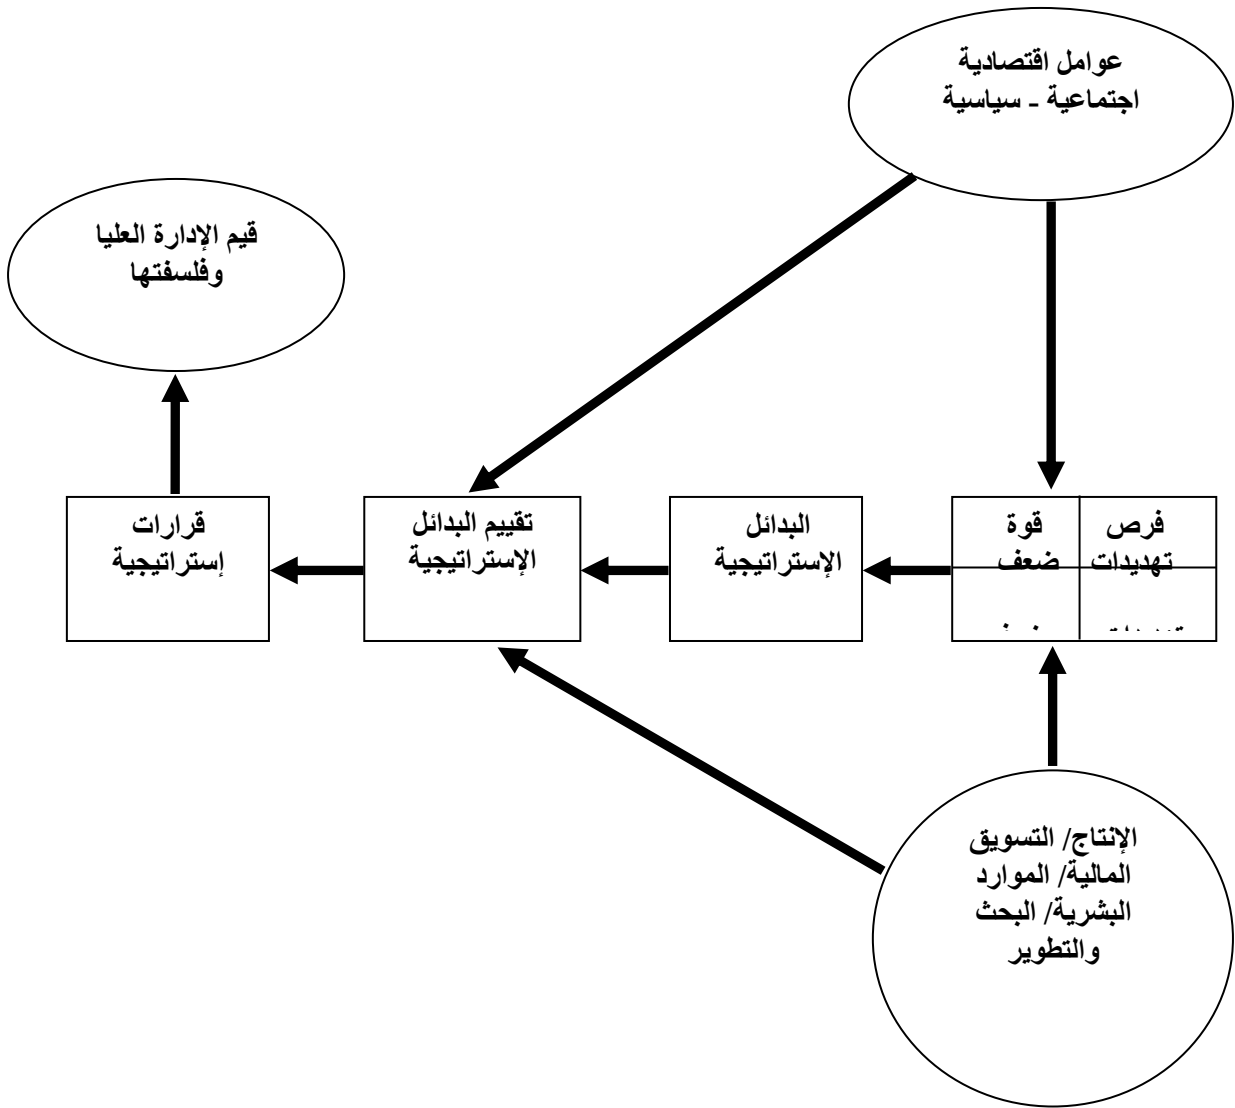 عوامل اقتصادية
اجتماعية - سياسية
قيم الإدارة العليا
وفلسفتها
فرص
تهديدات
قوة
ضعف
البدائل
الإستراتيجية
تقييم البدائل
الإستراتيجية
قرارات
إستراتيجية
الإنتاج/ التسويق
المالية/ الموارد
البشرية/ البحث
والتطوير